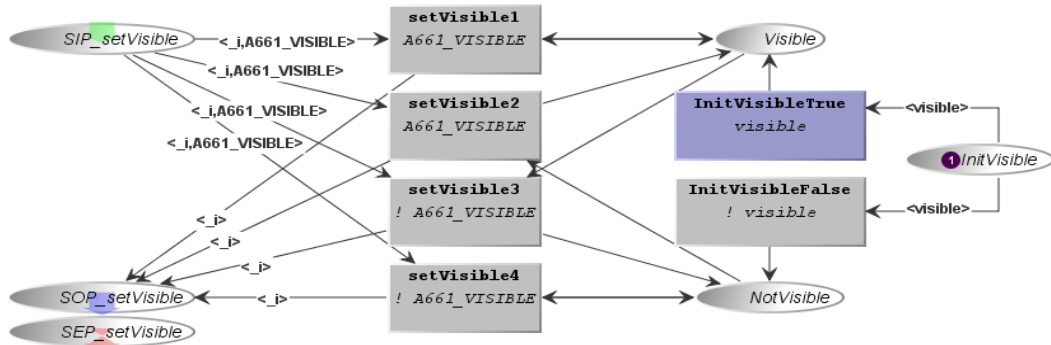 setVisible1
SIP_setVisible
<_i,A661_VISIBLE>
A661_VISIBLE
Visible
<_i,A661_VISIBLE>
setVisible2
InitVisibleTrue
<_i,A661_VISIBLE>
A661_VISIBLE
visible
<visible>
<_i,A661_VISIBLE>
1
InitVisible
setVisible3
InitVisibleFalse
<_i>
! A661_VISIBLE
! visible
<visible>
<_i>
<_i>
setVisible4
SOP_setVisible
<_i>
! A661_VISIBLE
NotVisible
SEP_setVisible